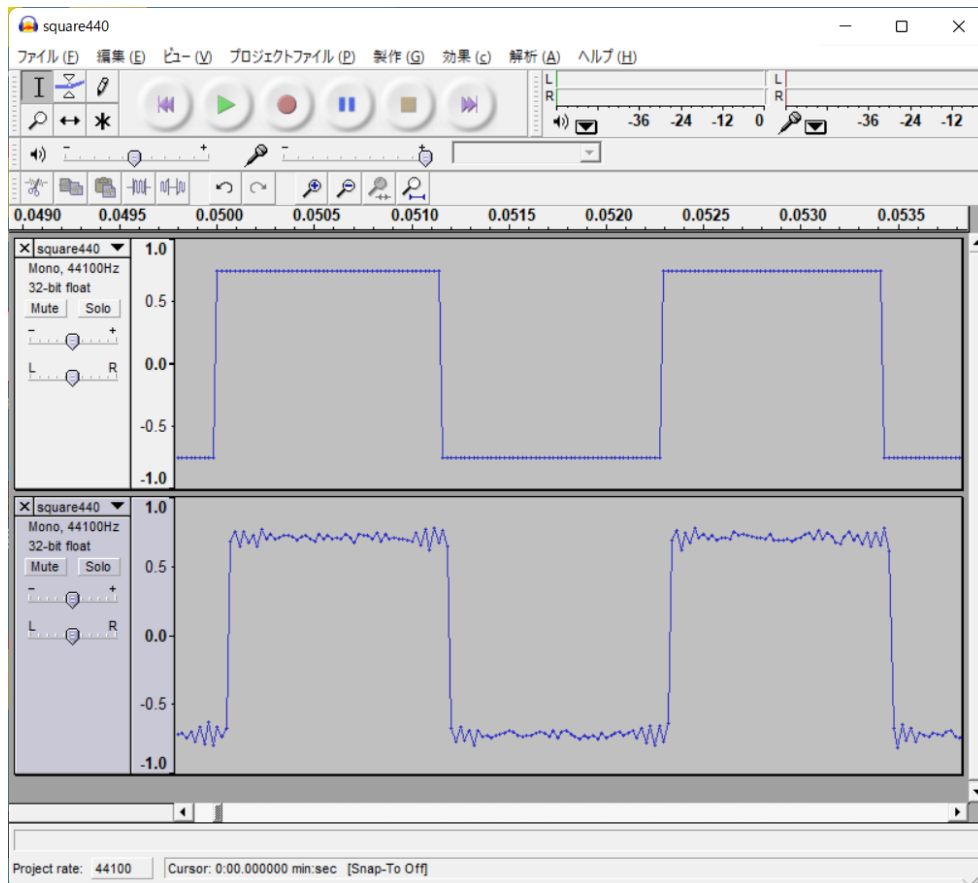 square440
ファイル (F) 編集 (E) ビュー (V) プロジェクトファイル (P) 製作 (G) 効果 (c) 解析 (A) ヘルプ (H)
L
R
-36 -24 -12 0
L
R
-36 -24 -12
- +
- +
0.0490 0.0495 0.0500 0.0505 0.0510 0.0515 0.0520 0.0525 0.0530 0.0535
square440
Mono, 44100Hz
32-bit float
Mute Solo
- +
L R
1.0
0.5
0.0
-0.5
-1.0
square440
Mono, 44100Hz
32-bit float
Mute Solo
- +
L R
1.0
0.5
0.0
-0.5
-1.0
Project rate: 44100 Cursor: 0:00.000000 min:sec [Snap-To Off]